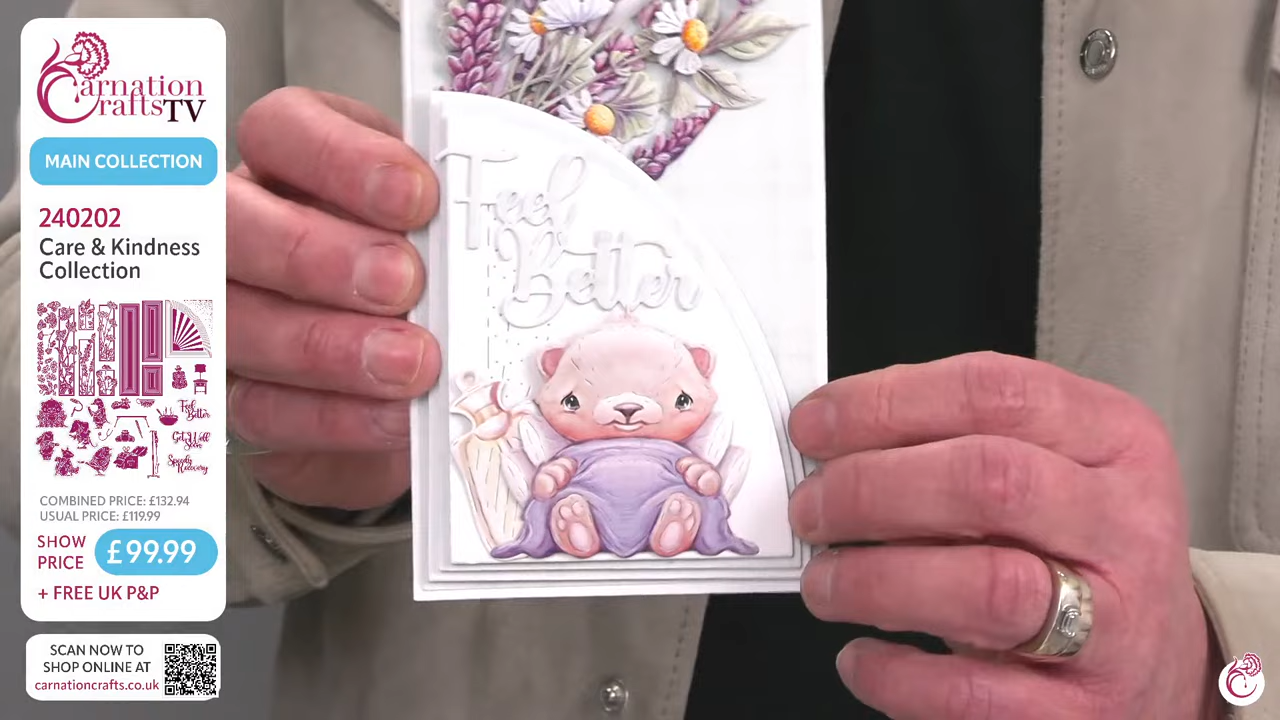 Carnation
Crafts TV
MAIN COLLECTION
240202
Care & Kindness
Collection
Feel
Better
Get Well
Soon
Speedy
Recovery
COMBINED PRICE: £132.94
USUAL PRICE: £119.99
SHOW
PRICE
£99.99
+ FREE UK P&P
SCAN NOW TO
SHOP ONLINE AT
carnationcrafts.co.uk
Feel
Better